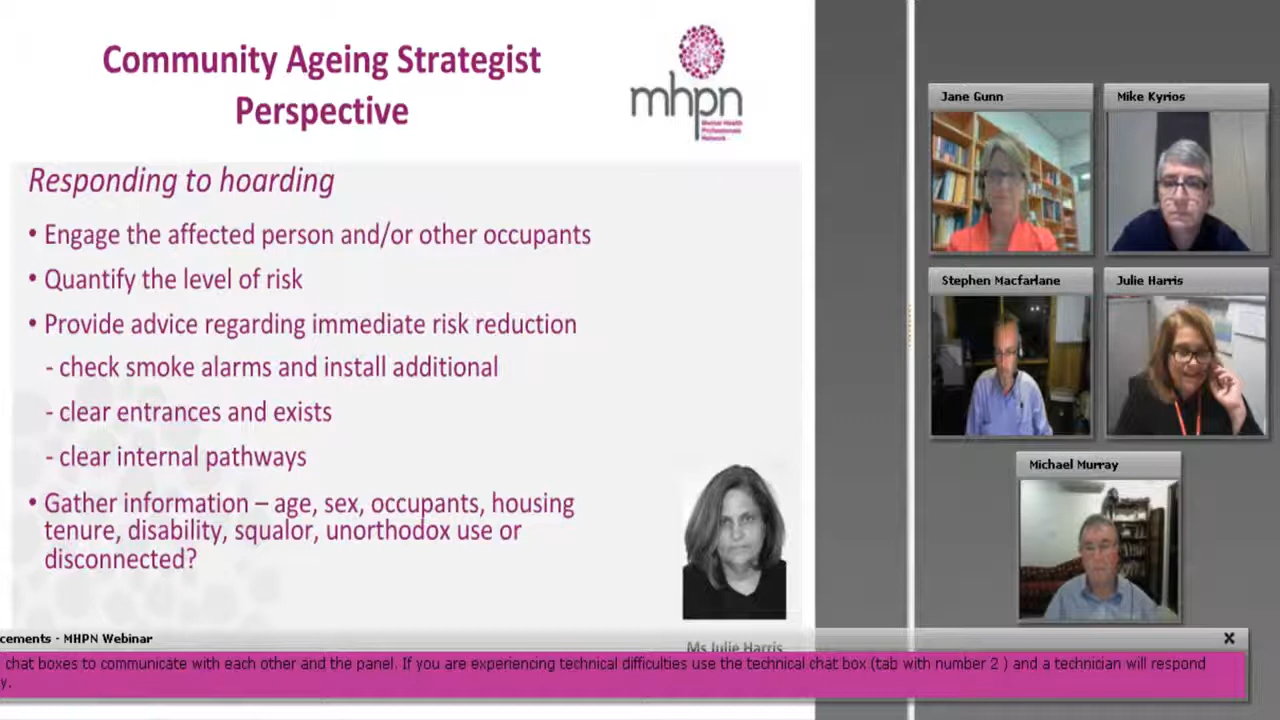 Community Ageing Strategist
Perspective
mhpn
Mental Health
Professionals
Network
Responding to hoarding
• Engage the affected person and/or other occupants
• Quantify the level of risk
• Provide advice regarding immediate risk reduction
- check smoke alarms and install additional
- clear entrances and exists
- clear internal pathways
• Gather information – age, sex, occupants, housing
tenure, disability, squalor, unorthodox use or
disconnected?
Ms Julie Harris
Jane Gunn
Mike Kyrios
Stephen Macfarlane
Julie Harris
Michael Murray
cements - MHPN Webinar
chat boxes to communicate with each other and the panel. If you are experiencing technical difficulties use the technical chat box (tab with number 2 ) and a technician will respond
y.